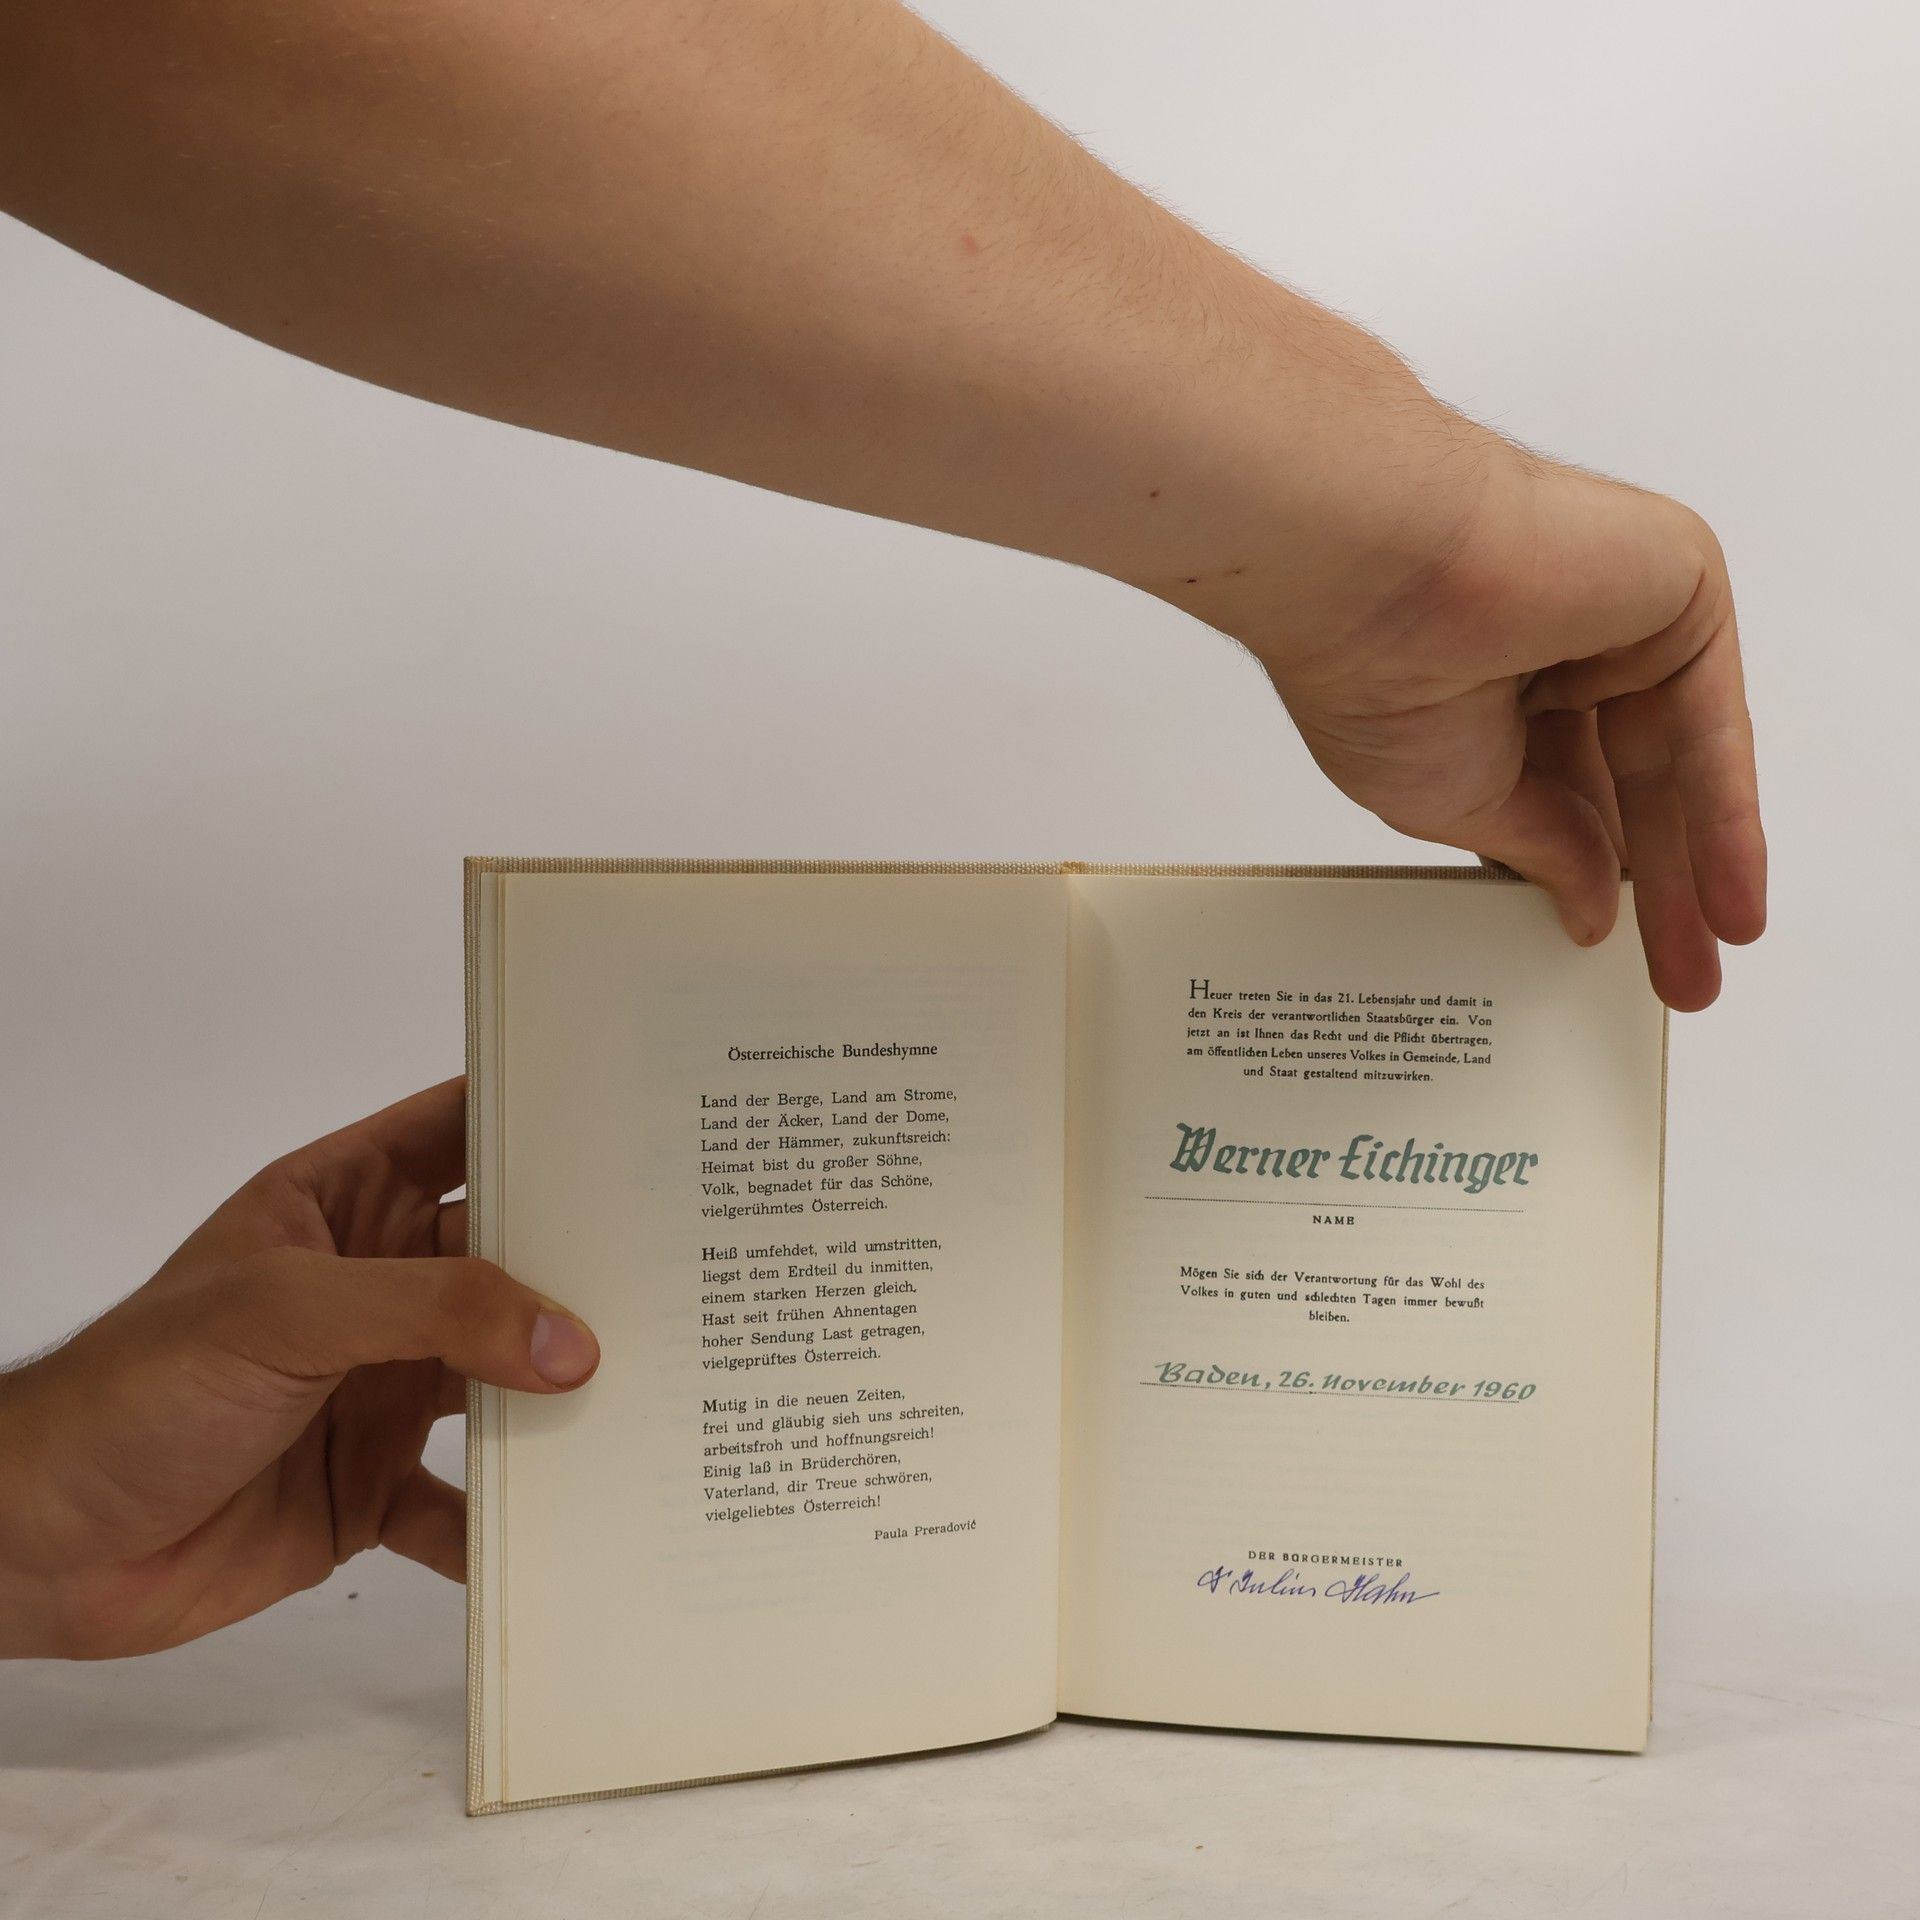 Österreichische Bundeshymne
Land der Berge, Land am Strome,
Land der Äcker, Land der Dome,
Land der Hämmer, zukunftsreich:
Heimat bist du großer Söhne,
Volk, begnadet für das Schöne,
vielgerühmtes Österreich.
Heiß umfehdet, wild umstritten,
liegst dem Erdteil du inmitten,
einem starken Herzen gleich.
Hast seit frühen Ahnentagen
hoher Sendung Last getragen,
vielgeprüftes Österreich.
Mutig in die neuen Zeiten,
frei und gläubig sieh uns schreiten,
arbeitsfroh und hoffnungsreich!
Einig laß in Brüderchören,
Vaterland, dir Treue schwören,
vielgeliebtes Österreich!
Paula Preradović
Heuer treten Sie in das 21. Lebensjahr und damit in
den Kreis der verantwortlichen Staatsbürger ein. Von
jetzt an ist Ihnen das Recht und die Pflicht übertragen,
am öffentlichen Leben unseres Volkes in Gemeinde, Land
und Staat gestaltend mitzuwirken.
Werner Eichinger
NAME
Mögen Sie sich der Verantwortung für das Wohl des
Volkes in guten und schlechten Tagen immer bewußt
bleiben.
Baden, 26. November 1960
DER BÜRGERMEISTER
Julius Hahn